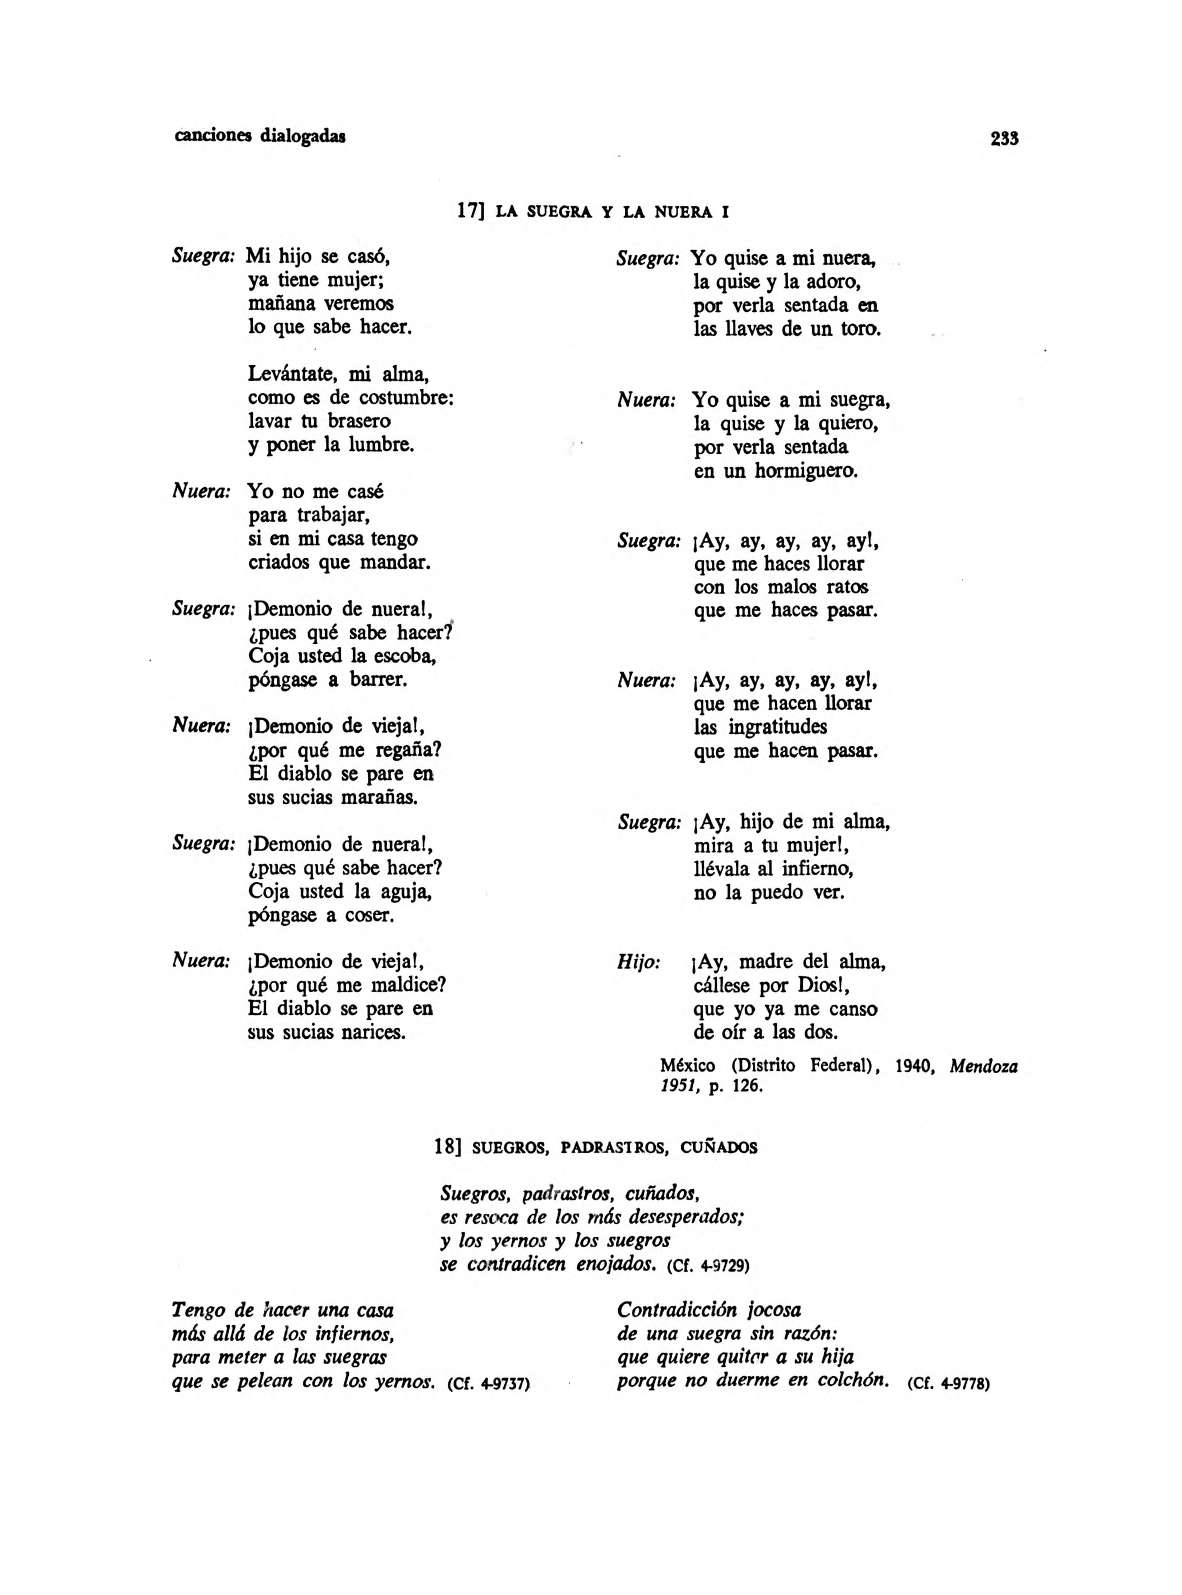 canciones dialogadas 233
17] LA SUEGRA Y LA NUERA I
Suegra: Mi hijo se casó,
ya tiene mujer;
mañana veremos
lo que sabe hacer.
Levántate, mi alma,
como es de costumbre:
lavar tu brasero
y poner la lumbre.
Nuera: Yo no me casé
para trabajar,
si en mi casa tengo
criados que mandar.
Suegra: ¡Demonio de nuera!,
¿pues qué sabe hacer?
Coja usted la escoba,
póngase a barrer.
Nuera: ¡Demonio de vieja!,
¿por qué me regaña?
El diablo se pare en
sus sucias marañas.
Suegra: ¡Demonio de nuera!,
¿pues qué sabe hacer?
Coja usted la aguja,
póngase a coser.
Nuera: ¡Demonio de vieja!,
¿por qué me maldice?
El diablo se pare en
sus sucias narices.
Suegra: Yo quise a mi nuera,
la quise y la adoro,
por verla sentada en
las llaves de un toro.
Nuera: Yo quise a mi suegra,
la quise y la quiero,
por verla sentada
en un hormiguero.
Suegra: ¡Ay, ay, ay, ay, ay!,
que me haces llorar
con los malos ratos
que me haces pasar.
Nuera: ¡Ay, ay, ay, ay, ay!,
que me hacen llorar
las ingratitudes
que me hacen pasar.
Suegra: ¡Ay, hijo de mi alma,
mira a tu mujer!,
llévala al infierno,
no la puedo ver.
Hijo: ¡Ay, madre del alma,
cállese por Dios!,
que yo ya me canso
de oír a las dos.
México (Distrito Federal), 1940, Mendoza
1951, p. 126.
18] SUEGROS, PADRASTROS, CUÑADOS
Suegros, padrastros, cuñados,
es resoca de los más desesperados;
y los yernos y los suegros
se contradicen enojados. (Cf. 4-9729)
Tengo de hacer una casa
más allá de los infiernos,
para meter a las suegras
que se pelean con los yernos. (Cf. 4-9737)
Contradicción jocosa
de una suegra sin razón:
que quiere quitar a su hija
porque no duerme en colchón. (Cf. 4-9778)